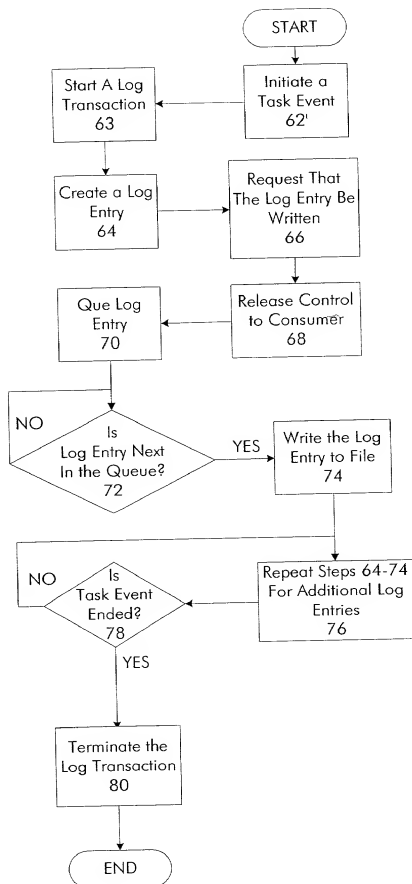 START
Initiate a
Task Event
62'
Start A Log
Transaction
63
Create a Log
Entry
64
Request That
The Log Entry Be
Written
66
Release Control
to Consumer
68
Que Log
Entry
70
NO
Is
Log Entry Next
In the Queue?
72
YES
Write the Log
Entry to File
74
Repeat Steps 64-74
For Additional Log
Entries
76
NO
Is
Task Event
Ended?
78
YES
Terminate the
Log Transaction
80
END